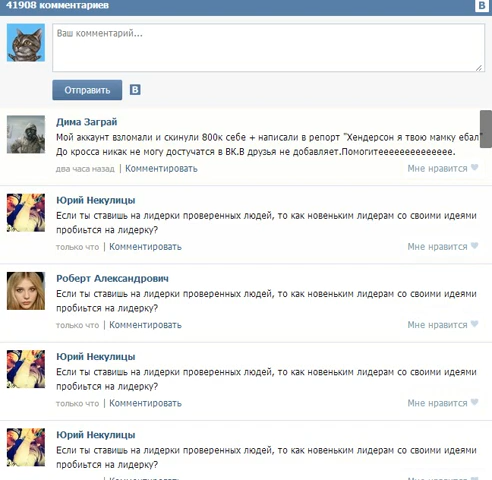 41908 комментариев
B
Ваш комментарий...
Отправить
B
Дима Заграй
Мой аккаунт взломали и скинули 800к себе + написали в репорт "Хендерсон я твою мамку ебал"
До кросса никак не могу достучатся в ВК.В друзья не добавляет.Помогитеееееееееееееее.
два часа назад | Комментировать
Мне нравится
Юрий Некулицы
Если ты ставишь на лидерки проверенных людей, то как новеньким лидерам со своими идеями
пробиться на лидерку?
только что | Комментировать
Мне нравится
Роберт Александрович
Если ты ставишь на лидерки проверенных людей, то как новеньким лидерам со своими идеями
пробиться на лидерку?
только что | Комментировать
Мне нравится
Юрий Некулицы
Если ты ставишь на лидерки проверенных людей, то как новеньким лидерам со своими идеями
пробиться на лидерку?
только что | Комментировать
Мне нравится
Юрий Некулицы
Если ты ставишь на лидерки проверенных людей, то как новеньким лидерам со своими идеями
пробиться на лидерку?